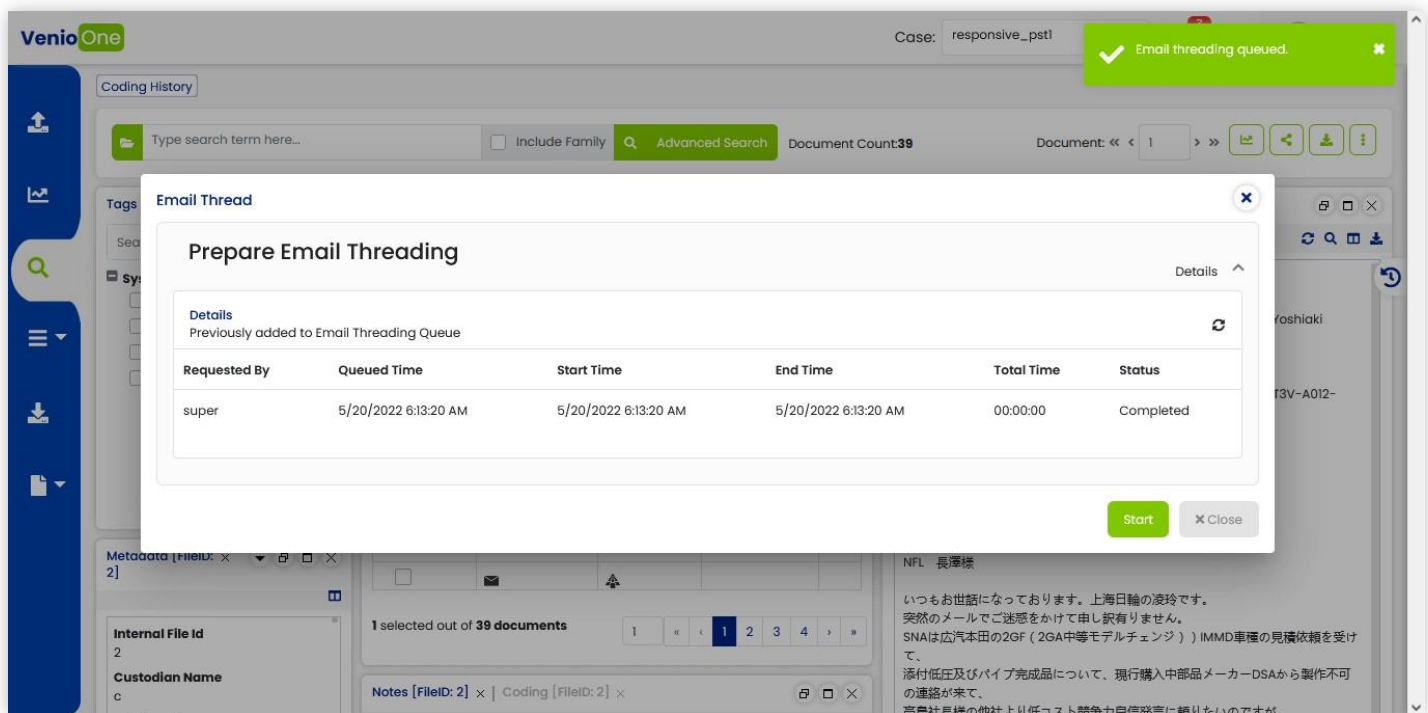 VenioOne
Case: responsive_pst1
Email threading queued.
Coding History
Type search term here...
Include Family
Advanced Search
Document Count:39
Document: « < 1 > »
Tags
Email Thread
Prepare Email Threading
Details
Details
Previously added to Email Threading Queue
Requested By Queued Time Start Time End Time Total Time Status
super 5/20/2022 6:13:20 AM 5/20/2022 6:13:20 AM 5/20/2022 6:13:20 AM 00:00:00 Completed
Start
Close
Yoshiaki
T3V-A012-
Metadata [FileID: 2]
Internal File Id
2
Custodian Name
c
1 selected out of 39 documents
1 « ‹ 1 2 3 4 › »
Notes [FileID: 2] × | Coding [FileID: 2] ×
NFL 長澤様
いつもお世話になっております。上海日輪の凌玲です。
突然のメールでご迷惑をかけて申し訳有りません。
SNAは広汽本田の2GF(2GA中等モデルチェンジ))IMMD車種の見積依頼を受け
て、
添付低圧及びパイプ完成品について、現行購入中部品メーカーDSAから製作不可
の連絡が来て、